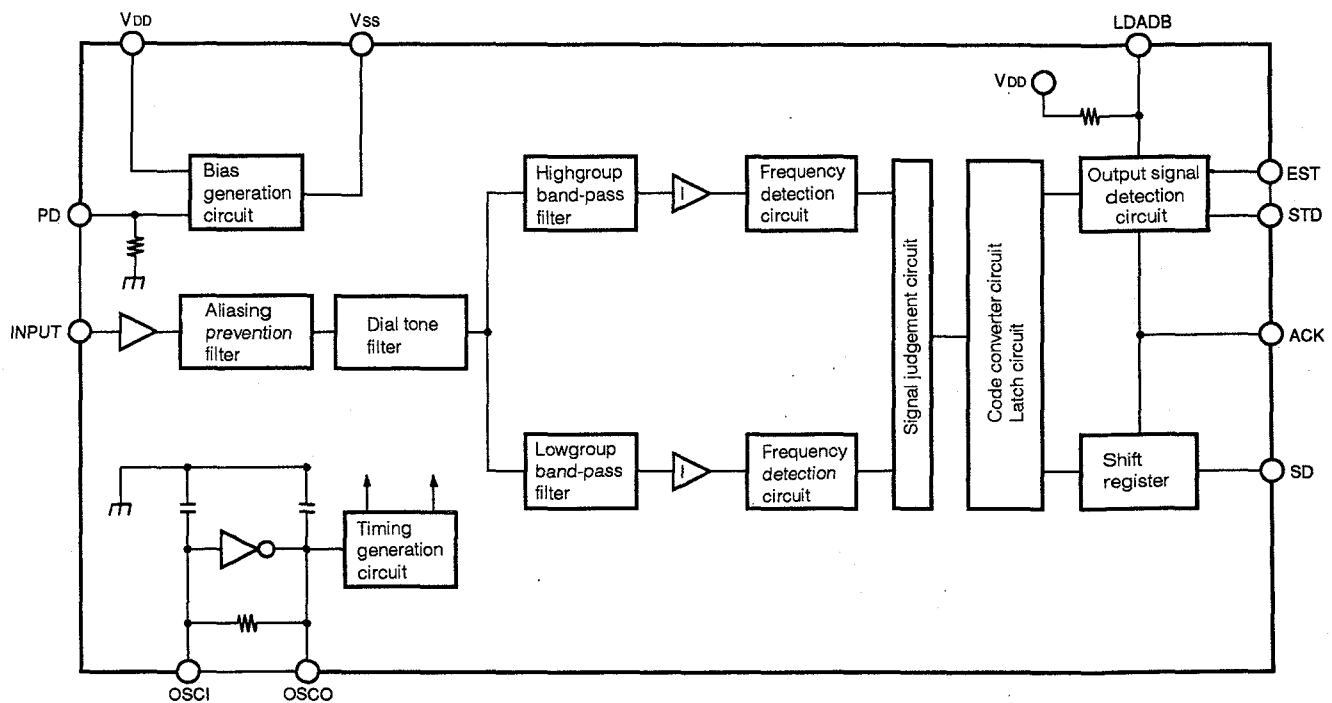 VDD
VSS
LDADB
VDD
Bias
generation
circuit
Highgroup
band-pass
filter
Frequency
detection
circuit
Output signal
detection
circuit
EST
STD
PD
INPUT
Aliasing
prevention
filter
Dial tone
filter
Signal judgement circuit
Code converter circuit
Latch circuit
ACK
Lowgroup
band-pass
filter
Frequency
detection
circuit
Shift
register
SD
Timing
generation
circuit
OSCI
OSCO